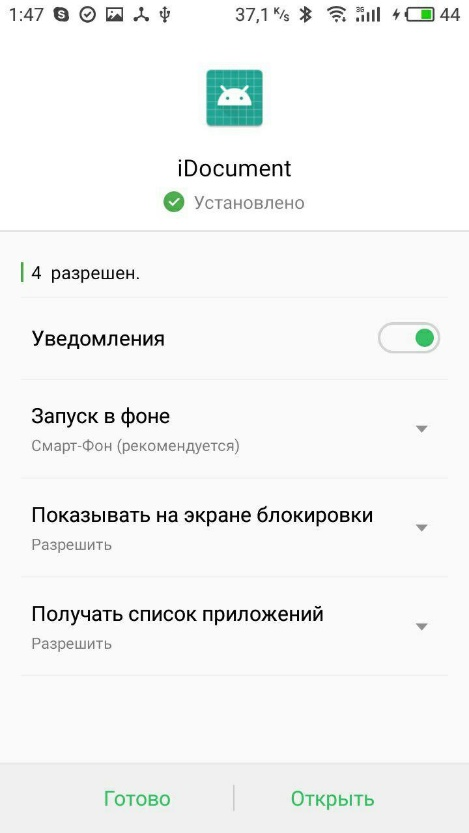 1:47 37,1 K/s 3G 44
iDocument
Установлено
4 разрешен.
Уведомления
Запуск в фоне
Смарт-Фон (рекомендуется)
Показывать на экране блокировки
Разрешить
Получать список приложений
Разрешить
Готово Открыть